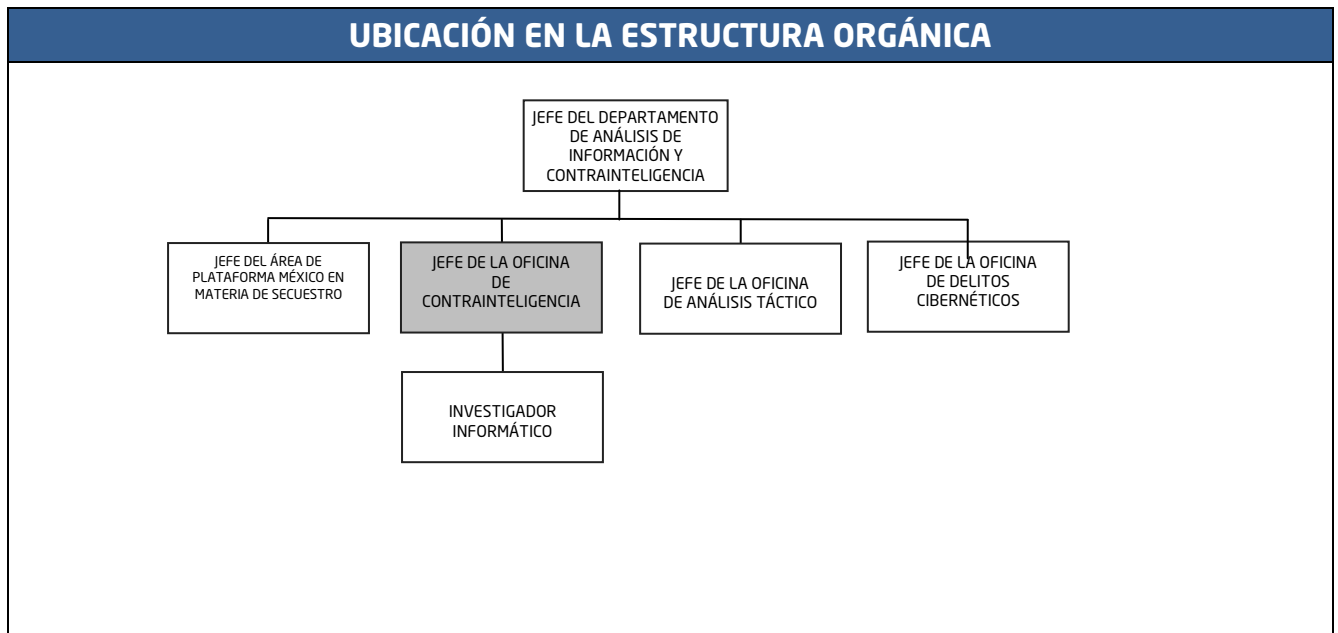 UBICACIÓN EN LA ESTRUCTURA ORGÁNICA
JEFE DEL DEPARTAMENTO
DE ANÁLISIS DE
INFORMACIÓN Y
CONTRAINTELIGENCIA
JEFE DEL ÁREA DE
PLATAFORMA MÉXICO EN
MATERIA DE SECUESTRO
JEFE DE LA OFICINA
DE
CONTRAINTELIGENCIA
JEFE DE LA OFICINA
DE ANÁLISIS TÁCTICO
JEFE DE LA OFICINA
DE DELITOS
CIBERNÉTICOS
INVESTIGADOR
INFORMÁTICO